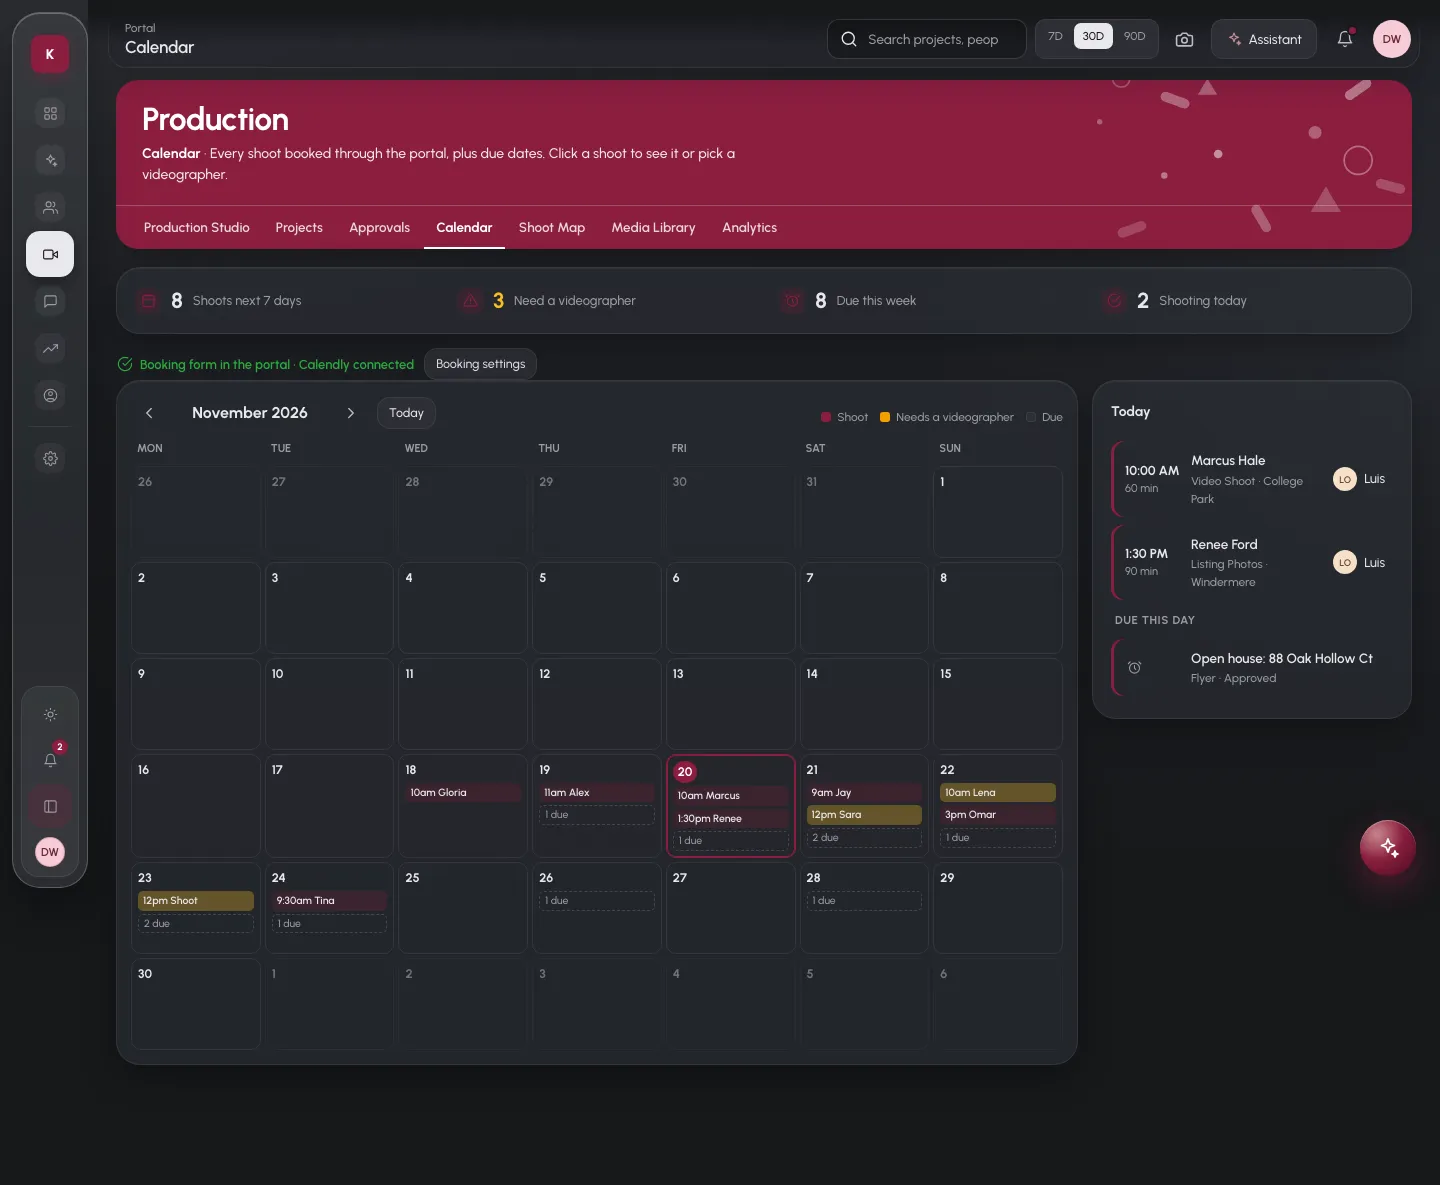 K
Portal
Calendar
Search projects, peop
7D 30D 90D
Assistant
DW
Production
Calendar · Every shoot booked through the portal, plus due dates. Click a shoot to see it or pick a
videographer.
Production Studio Projects Approvals Calendar Shoot Map Media Library Analytics
8 Shoots next 7 days
3 Need a videographer
8 Due this week
2 Shooting today
Booking form in the portal · Calendly connected
Booking settings
November 2026
Today
Shoot Needs a videographer Due
MON TUE WED THU FRI SAT SUN
26 27 28 29 30 31 1
2 3 4 5 6 7 8
9 10 11 12 13 14 15
16
17
18
10am Gloria
19
11am Alex
1 due
20
10am Marcus
1:30pm Renee
1 due
21
9am Jay
12pm Sara
2 due
22
10am Lena
3pm Omar
1 due
23
12pm Shoot
2 due
24
9:30am Tina
1 due
25
26
1 due
27
28
1 due
29
30 1 2 3 4 5 6
Today
10:00 AM
60 min
Marcus Hale
Video Shoot · College
Park
LO Luis
1:30 PM
90 min
Renee Ford
Listing Photos ·
Windermere
LO Luis
DUE THIS DAY
Open house: 88 Oak Hollow Ct
Flyer · Approved
2
DW